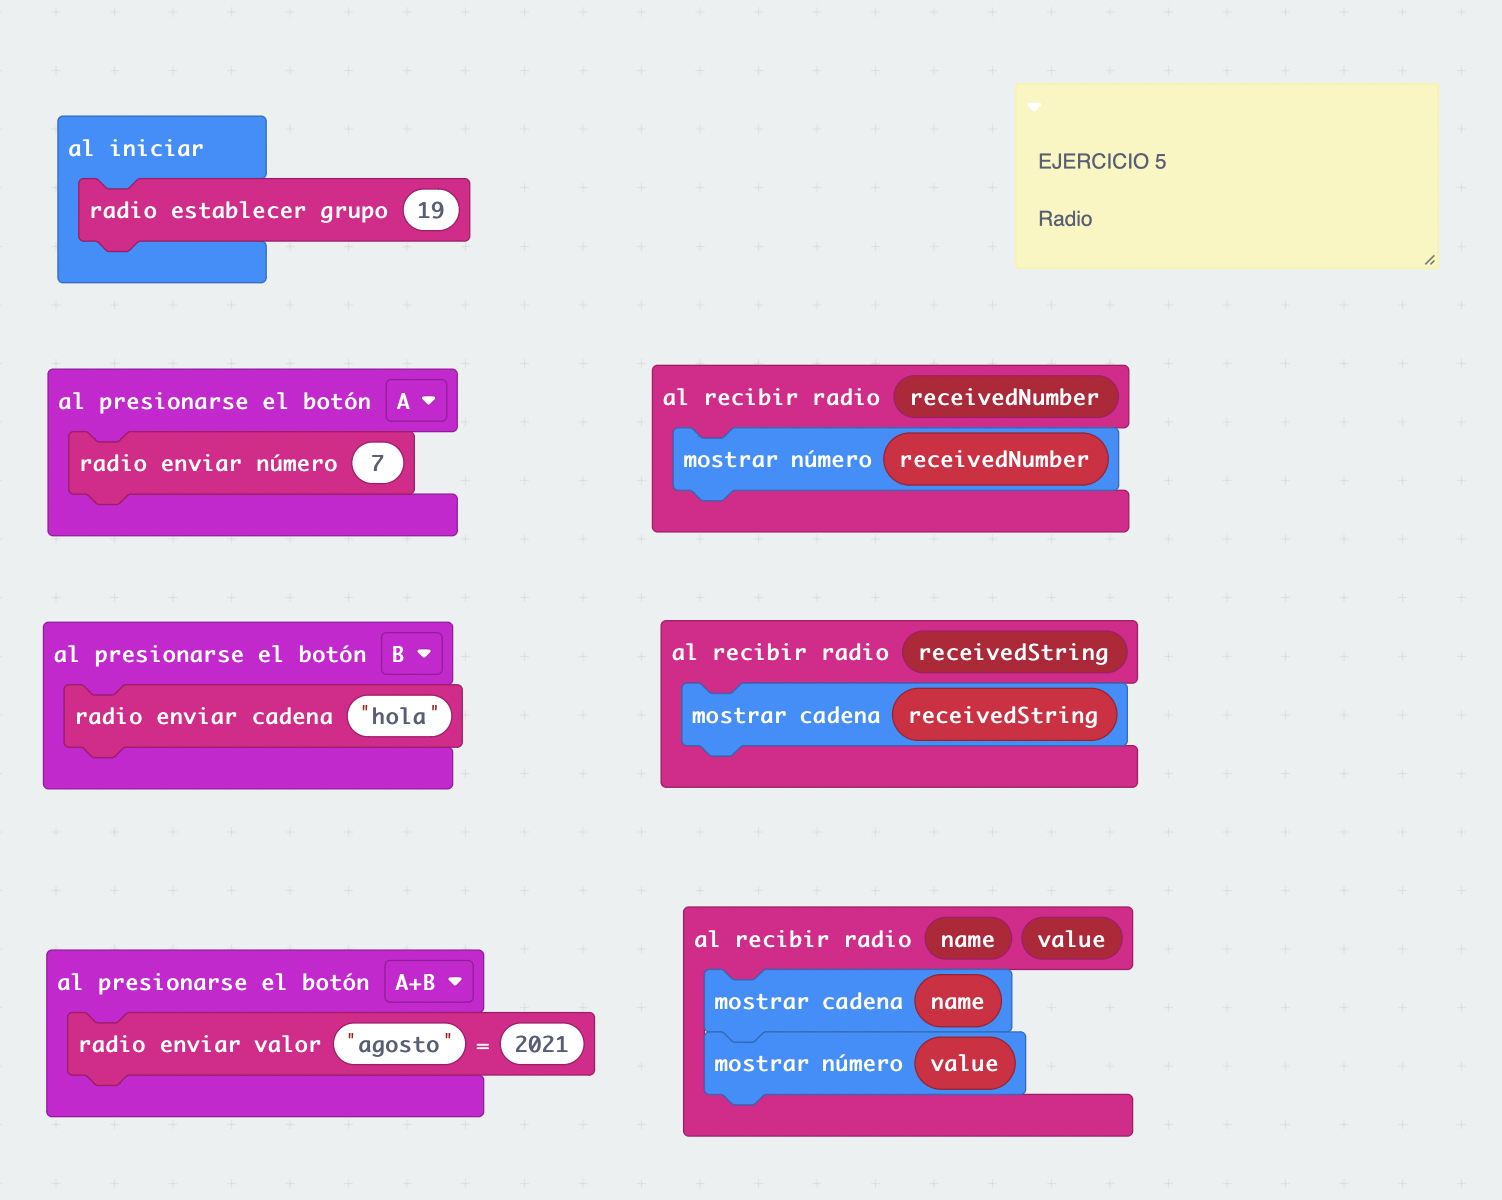 al iniciar
radio establecer grupo 19
EJERCICIO 5
Radio
al presionarse el botón A
radio enviar número 7
al recibir radio receivedNumber
mostrar número receivedNumber
al presionarse el botón B
radio enviar cadena "hola"
al recibir radio receivedString
mostrar cadena receivedString
al presionarse el botón A+B
radio enviar valor "agosto" = 2021
al recibir radio name value
mostrar cadena name
mostrar número value